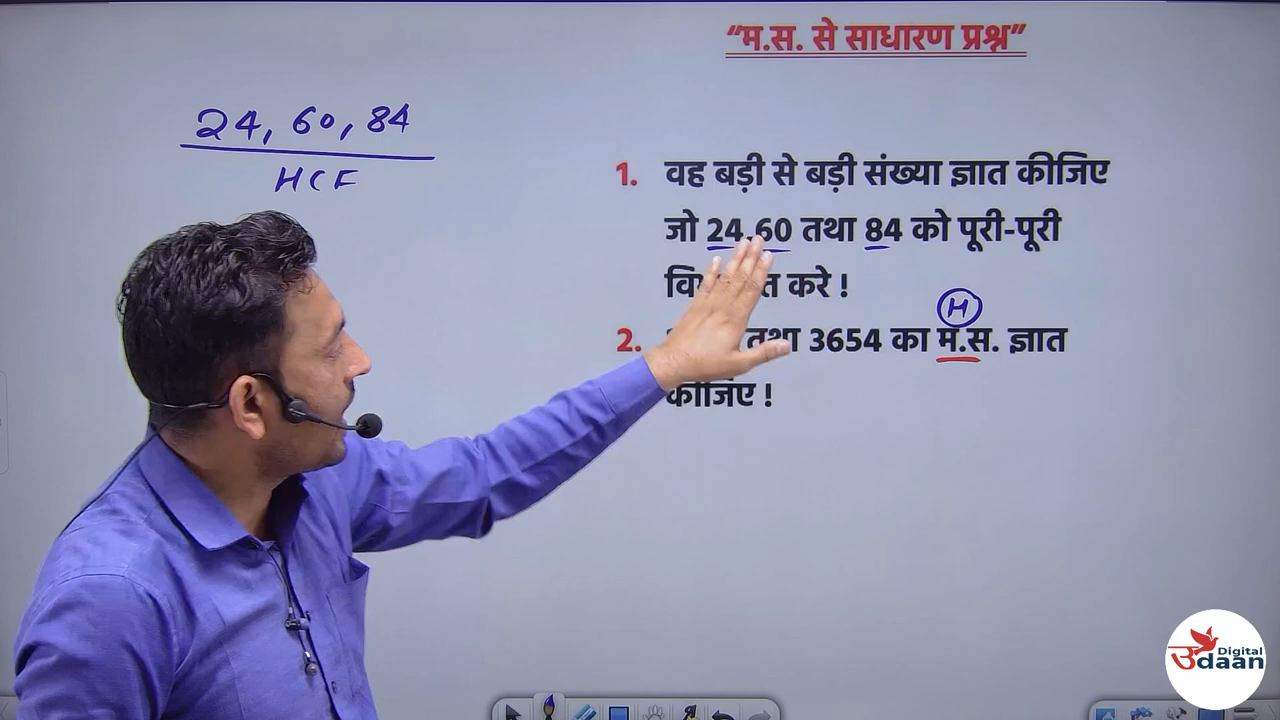 “म.स. से साधारण प्रश्न”
24, 60, 84
HCF
1. वह बड़ी से बड़ी संख्या ज्ञात कीजिए
जो 24,60 तथा 84 को पूरी-पूरी
करे !
H
2. तथा 3654 का म.स. ज्ञात
कीजिए !
Digital
उdaan